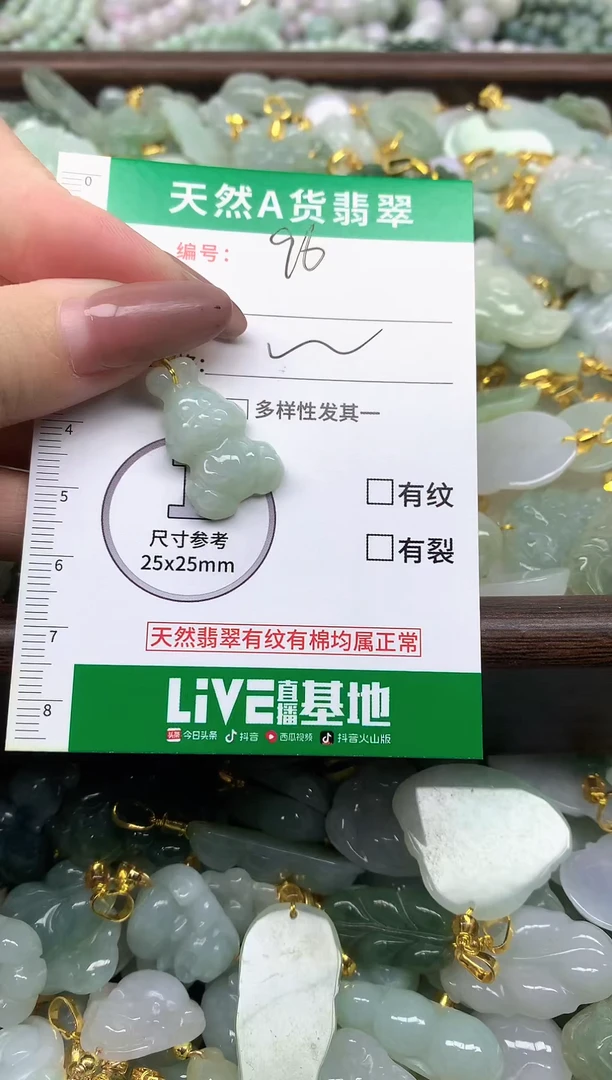 0
天然A货翡翠
编号: 96
多样性发其一
4
5
有纹
尺寸参考
25x25mm
有裂
6
天然翡翠有纹有棉均属正常
7
LiVE直播基地
8
头条 今日头条 抖音 西瓜视频 抖音火山版